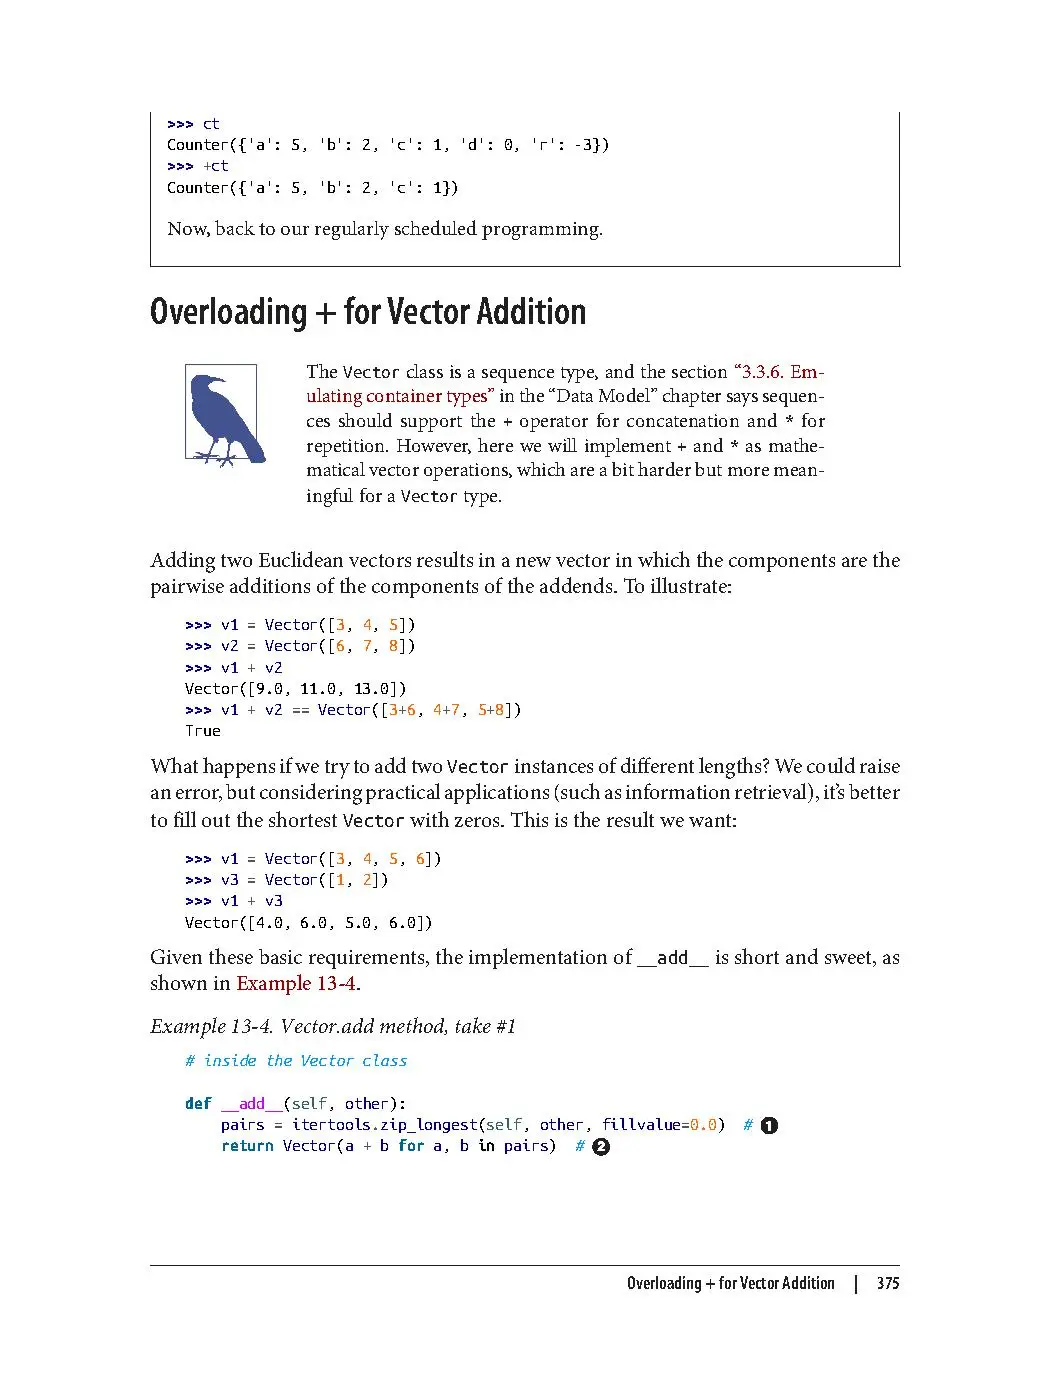 >>> ct
Counter({'a': 5, 'b': 2, 'c': 1, 'd': 0, 'r': -3})
>>> +ct
Counter({'a': 5, 'b': 2, 'c': 1})
Now, back to our regularly scheduled programming.
Overloading + for Vector Addition
The Vector class is a sequence type, and the section “3.3.6. Em-
ulating container types” in the “Data Model” chapter says sequen-
ces should support the + operator for concatenation and * for
repetition. However, here we will implement + and * as mathe-
matical vector operations, which are a bit harder but more mean-
ingful for a Vector type.
Adding two Euclidean vectors results in a new vector in which the components are the
pairwise additions of the components of the addends. To illustrate:
>>> v1 = Vector([3, 4, 5])
>>> v2 = Vector([6, 7, 8])
>>> v1 + v2
Vector([9.0, 11.0, 13.0])
>>> v1 + v2 == Vector([3+6, 4+7, 5+8])
True
What happens if we try to add two Vector instances of different lengths? We could raise
an error, but considering practical applications (such as information retrieval), it’s better
to fill out the shortest Vector with zeros. This is the result we want:
>>> v1 = Vector([3, 4, 5, 6])
>>> v3 = Vector([1, 2])
>>> v1 + v3
Vector([4.0, 6.0, 5.0, 6.0])
Given these basic requirements, the implementation of __add__ is short and sweet, as
shown in Example 13-4.
Example 13-4. Vector.add method, take #1
# inside the Vector class
def __add__(self, other):
pairs = itertools.zip_longest(self, other, fillvalue=0.0) # ❶
return Vector(a + b for a, b in pairs) # ❷
Overloading + for Vector Addition | 375